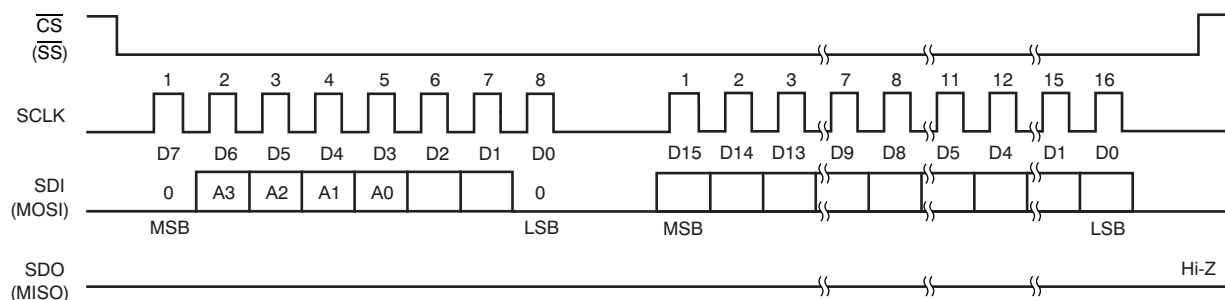 CS
(SS)
1 2 3 4 5 6 7 8 1 2 3 7 8 11 12 15 16
SCLK
D7 D6 D5 D4 D3 D2 D1 D0 D15 D14 D13 D9 D8 D5 D4 D1 D0
SDI
(MOSI)
0 A3 A2 A1 A0 0
MSB LSB MSB LSB
SDO
(MISO)
Hi-Z